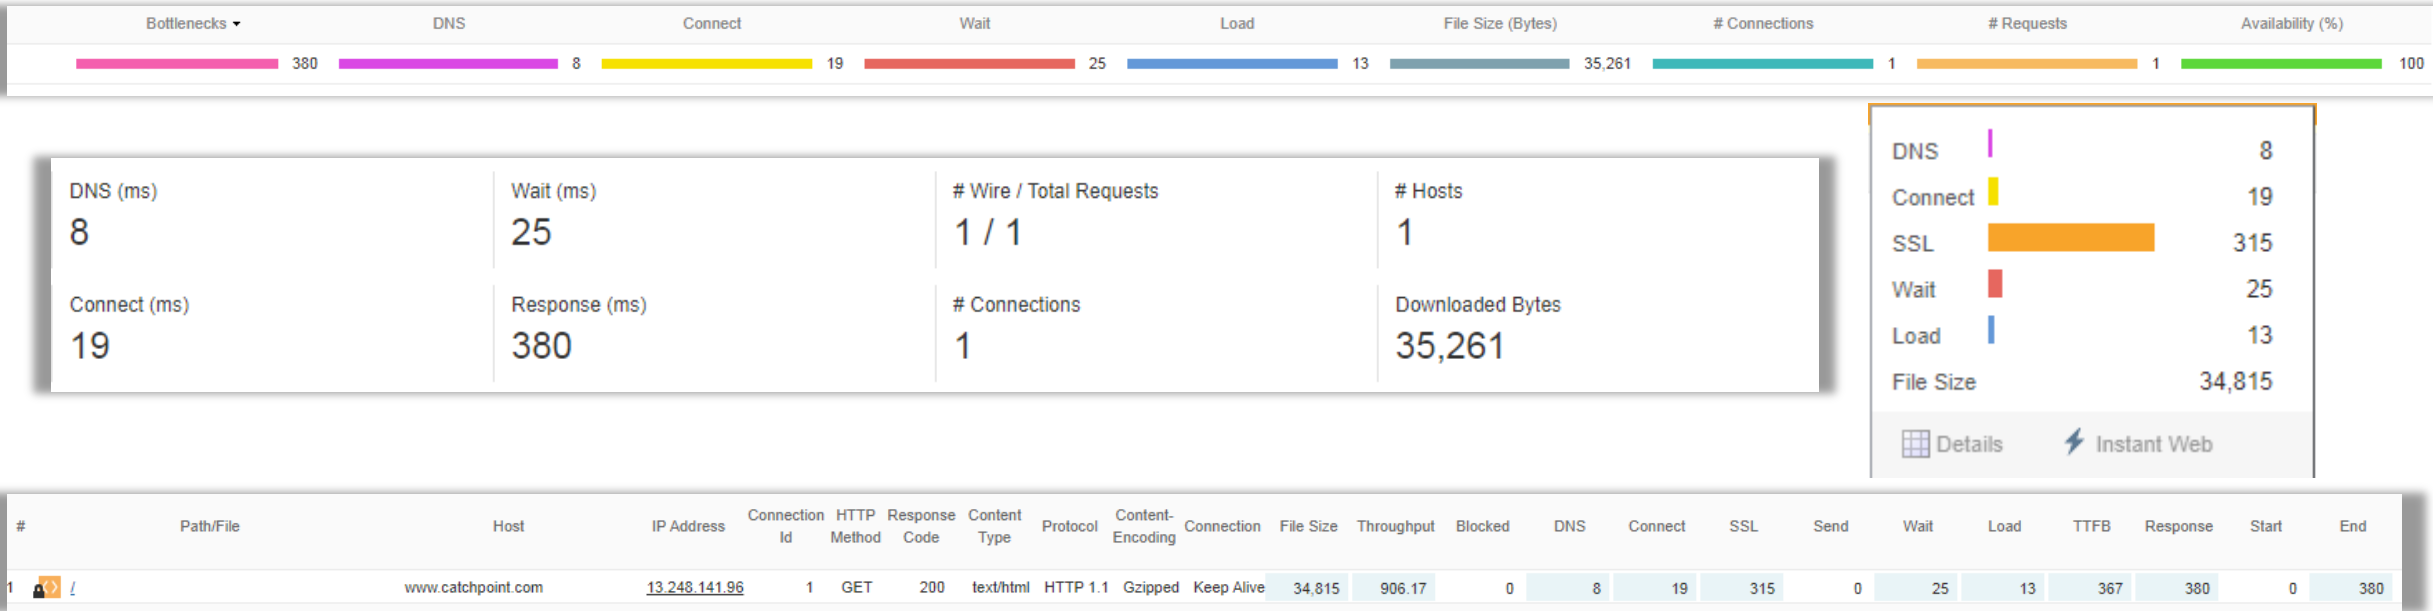 Bottlenecks DNS Connect Wait Load File Size (Bytes) # Connections # Requests Availability (%)
380 8 19 25 13 35,261 1 1 100
DNS (ms) Wait (ms) # Wire / Total Requests # Hosts
8 25 1 / 1 1
Connect (ms) Response (ms) # Connections Downloaded Bytes
19 380 1 35,261
DNS 8
Connect 19
SSL 315
Wait 25
Load 13
File Size 34,815
Details Instant Web
# Path/File Host IP Address Connection Id HTTP Method Response Code Content Type Protocol Content-Encoding Connection File Size Throughput Blocked DNS Connect SSL Send Wait Load TTFB Response Start End
1 / www.catchpoint.com 13.248.141.96 1 GET 200 text/html HTTP 1.1 Gzipped Keep Alive 34,815 906.17 0 8 19 315 0 25 13 367 380 0 380